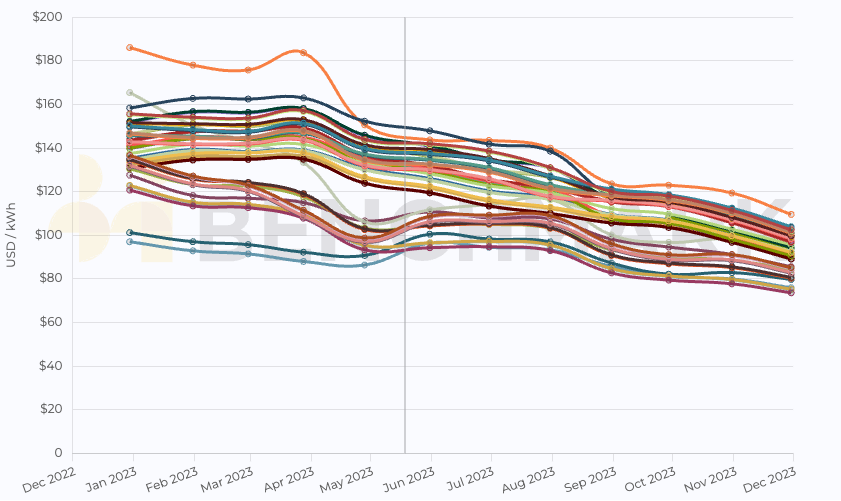 $200
$180
$160
$140
$120
$100
$80
$60
$40
$20
0
USD / kWh
Dec 2022
Jan 2023
Feb 2023
Mar 2023
Apr 2023
May 2023
Jun 2023
Jul 2023
Aug 2023
Sep 2023
Oct 2023
Nov 2023
Dec 2023